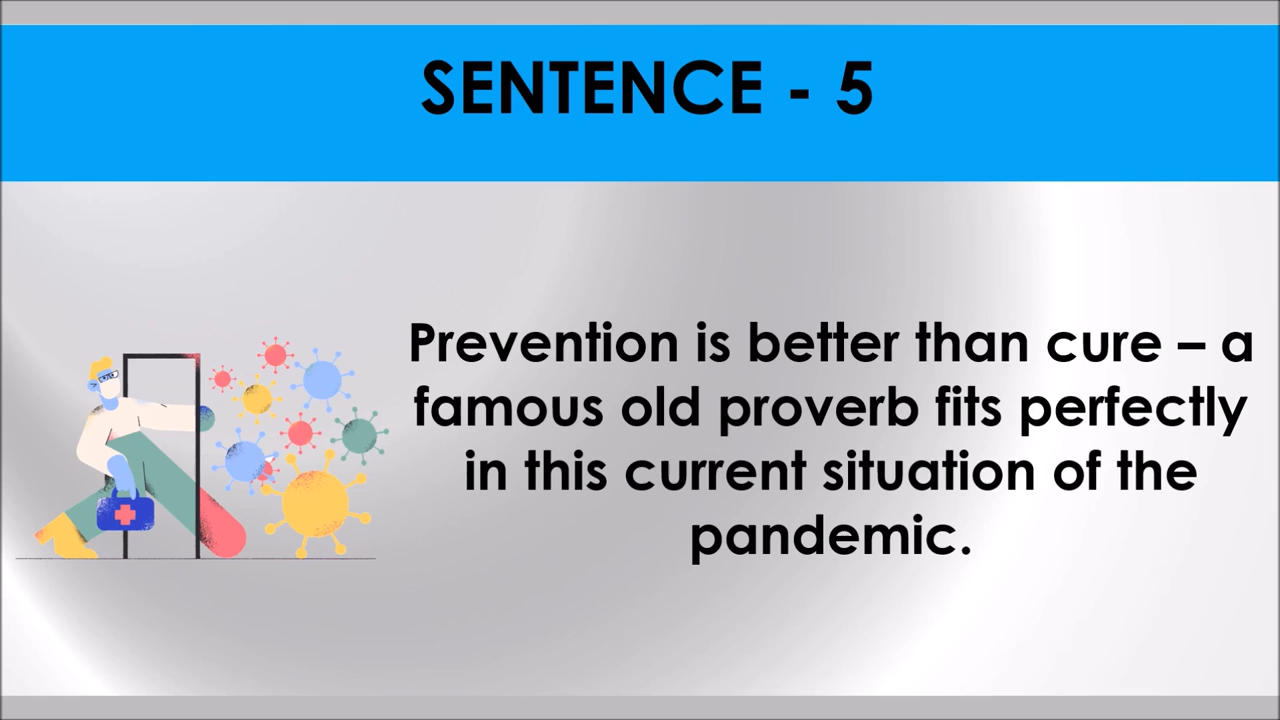 SENTENCE - 5
Prevention is better than cure – a
famous old proverb fits perfectly
in this current situation of the
pandemic.